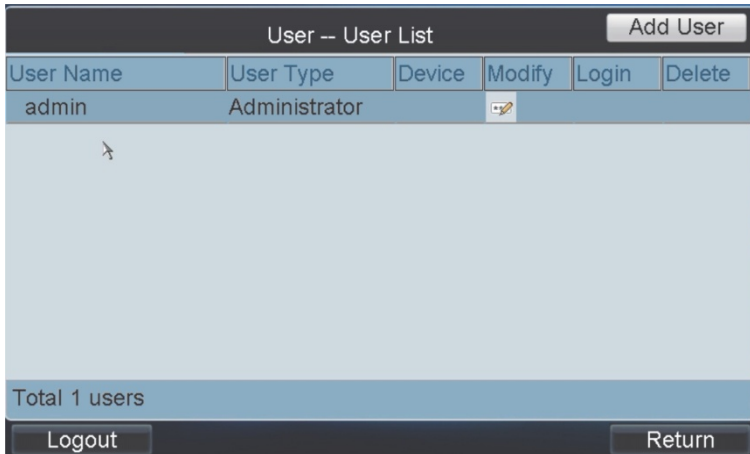 User -- User List
Add User
User Name User Type Device Modify Login Delete
admin Administrator
Total 1 users
Logout Return